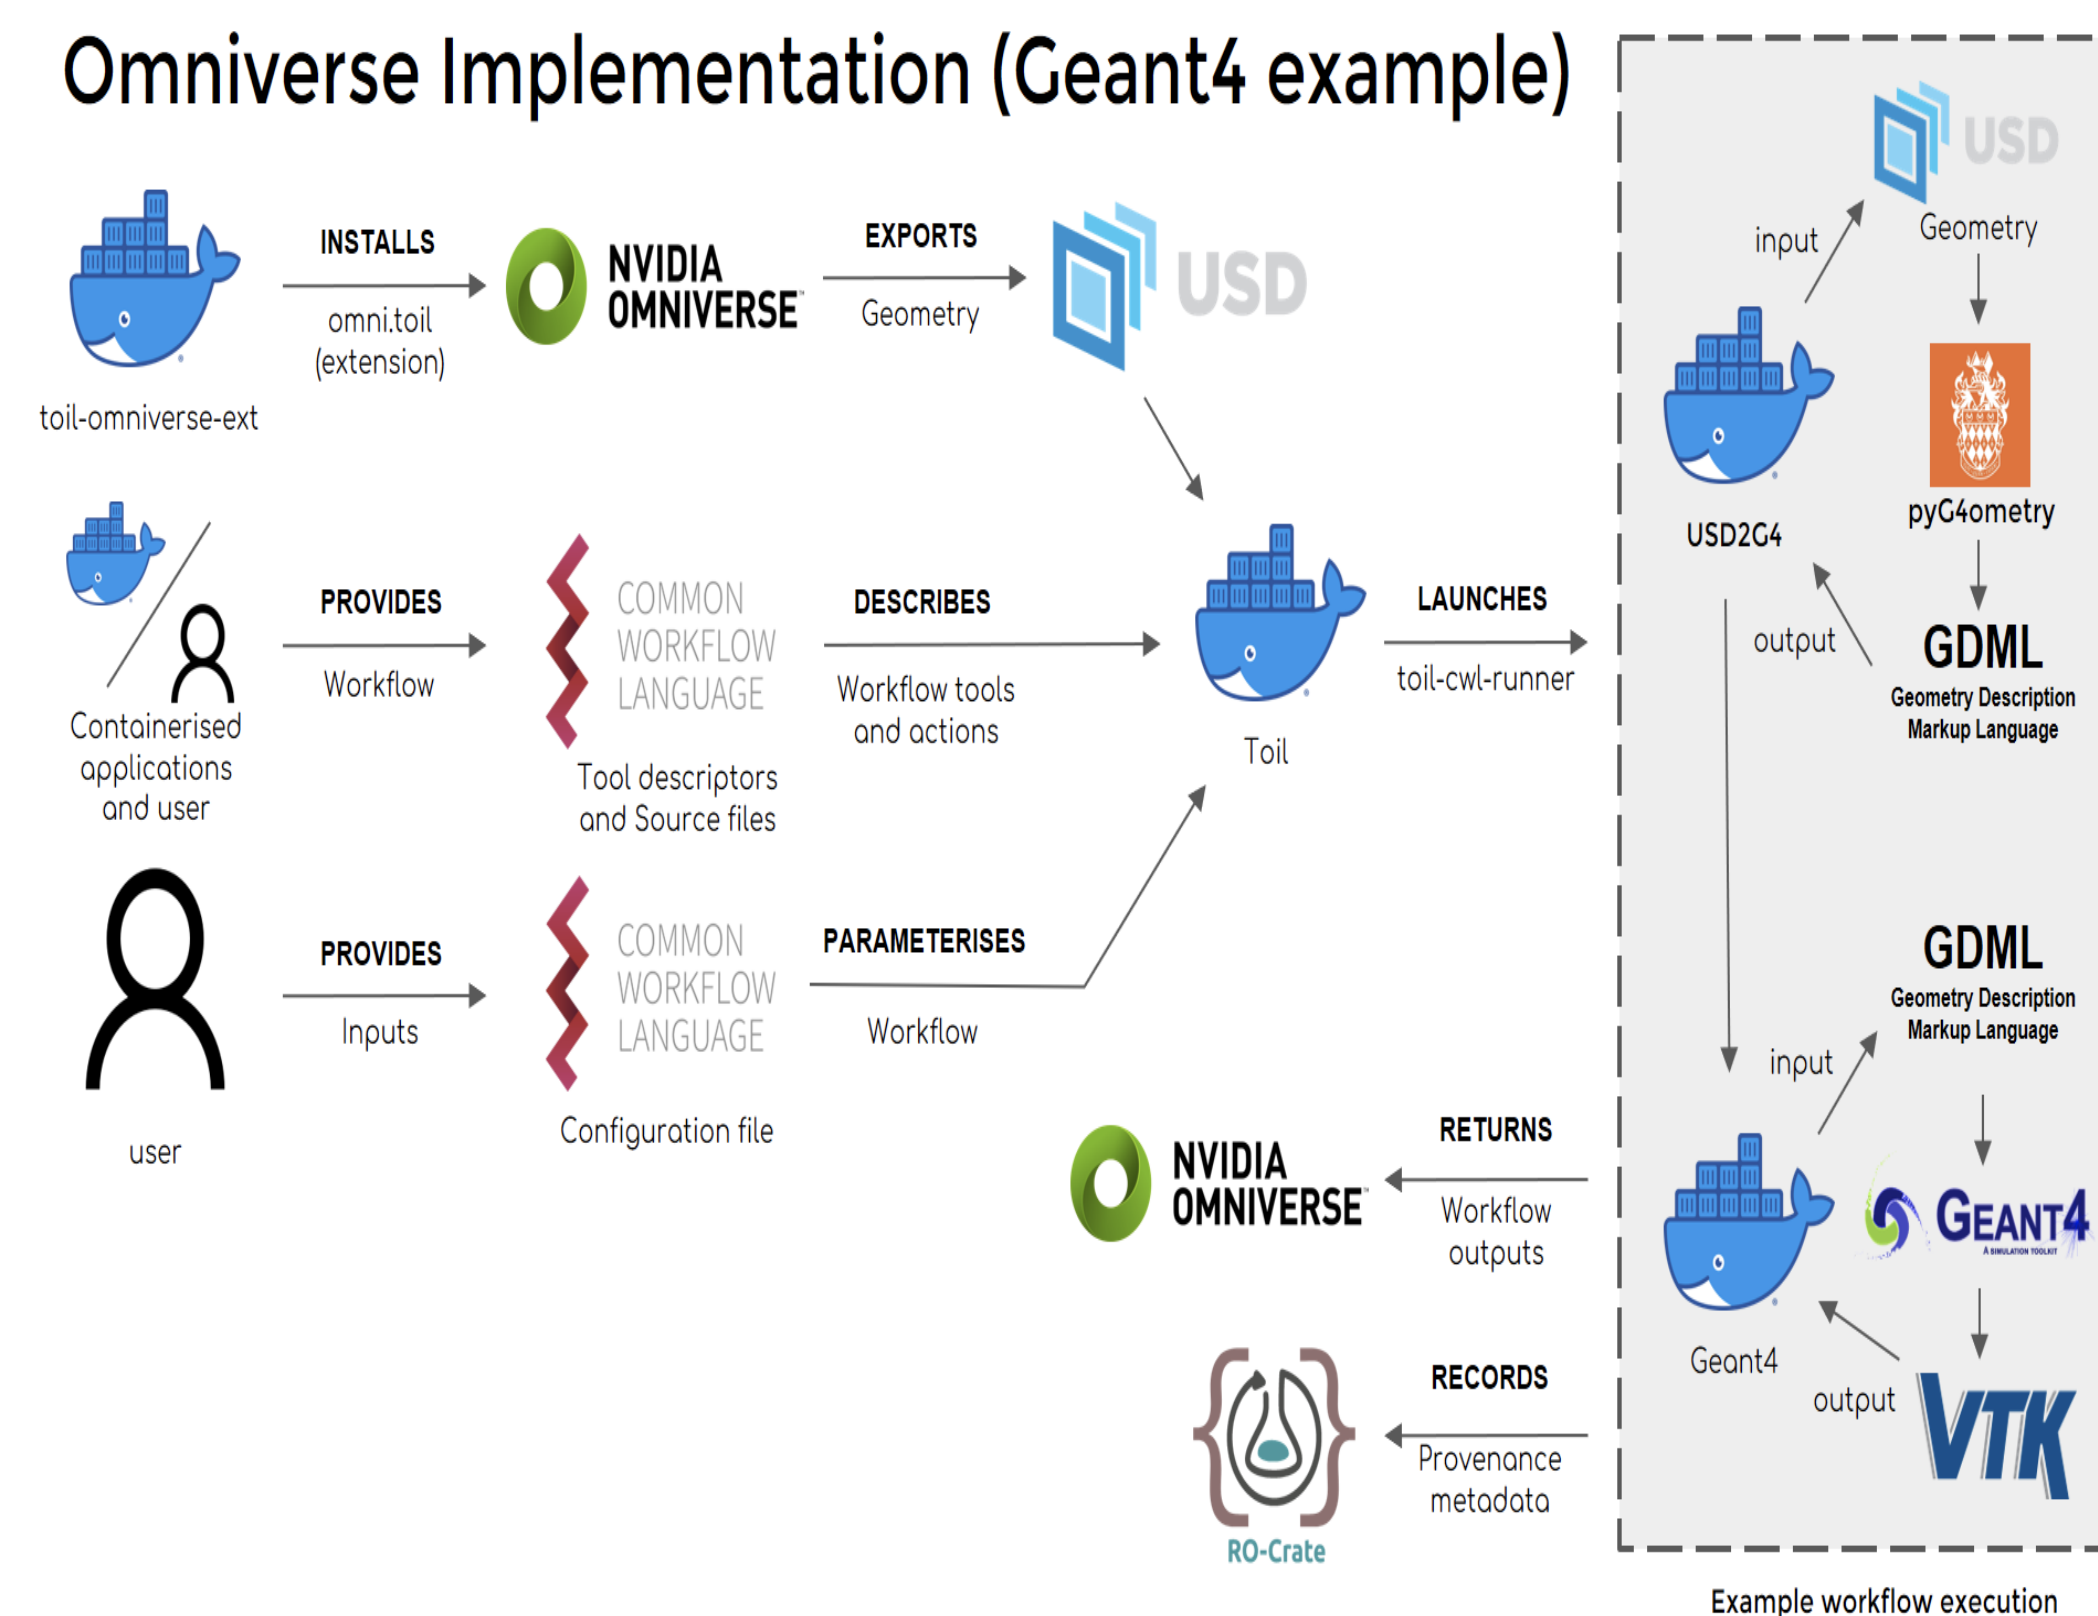 Omniverse Implementation (Geant4 example)
INSTALLS
omni.toil
(extension)
toil-omniverse-ext
NVIDIA
OMNIVERSE™
EXPORTS
Geometry
USD
Containerised
applications
and user
PROVIDES
Workflow
COMMON
WORKFLOW
LANGUAGE
Tool descriptors
and Source files
DESCRIBES
Workflow tools
and actions
Toil
LAUNCHES
toil-cwl-runner
user
PROVIDES
Inputs
COMMON
WORKFLOW
LANGUAGE
Configuration file
PARAMETERISES
Workflow
NVIDIA
OMNIVERSE™
RETURNS
Workflow
outputs
RO-Crate
RECORDS
Provenance
metadata
USD
Geometry
input
pyG4ometry
USD2G4
output
GDML
Geometry Description
Markup Language
GDML
Geometry Description
Markup Language
input
GEANT4
A SIMULATION TOOLKIT
Geant4
output
VTK
Example workflow execution